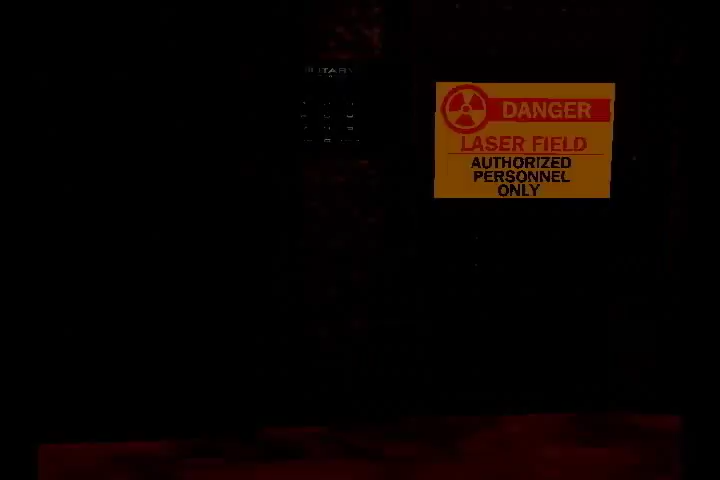 DANGER
LASER FIELD
AUTHORIZED
PERSONNEL
ONLY